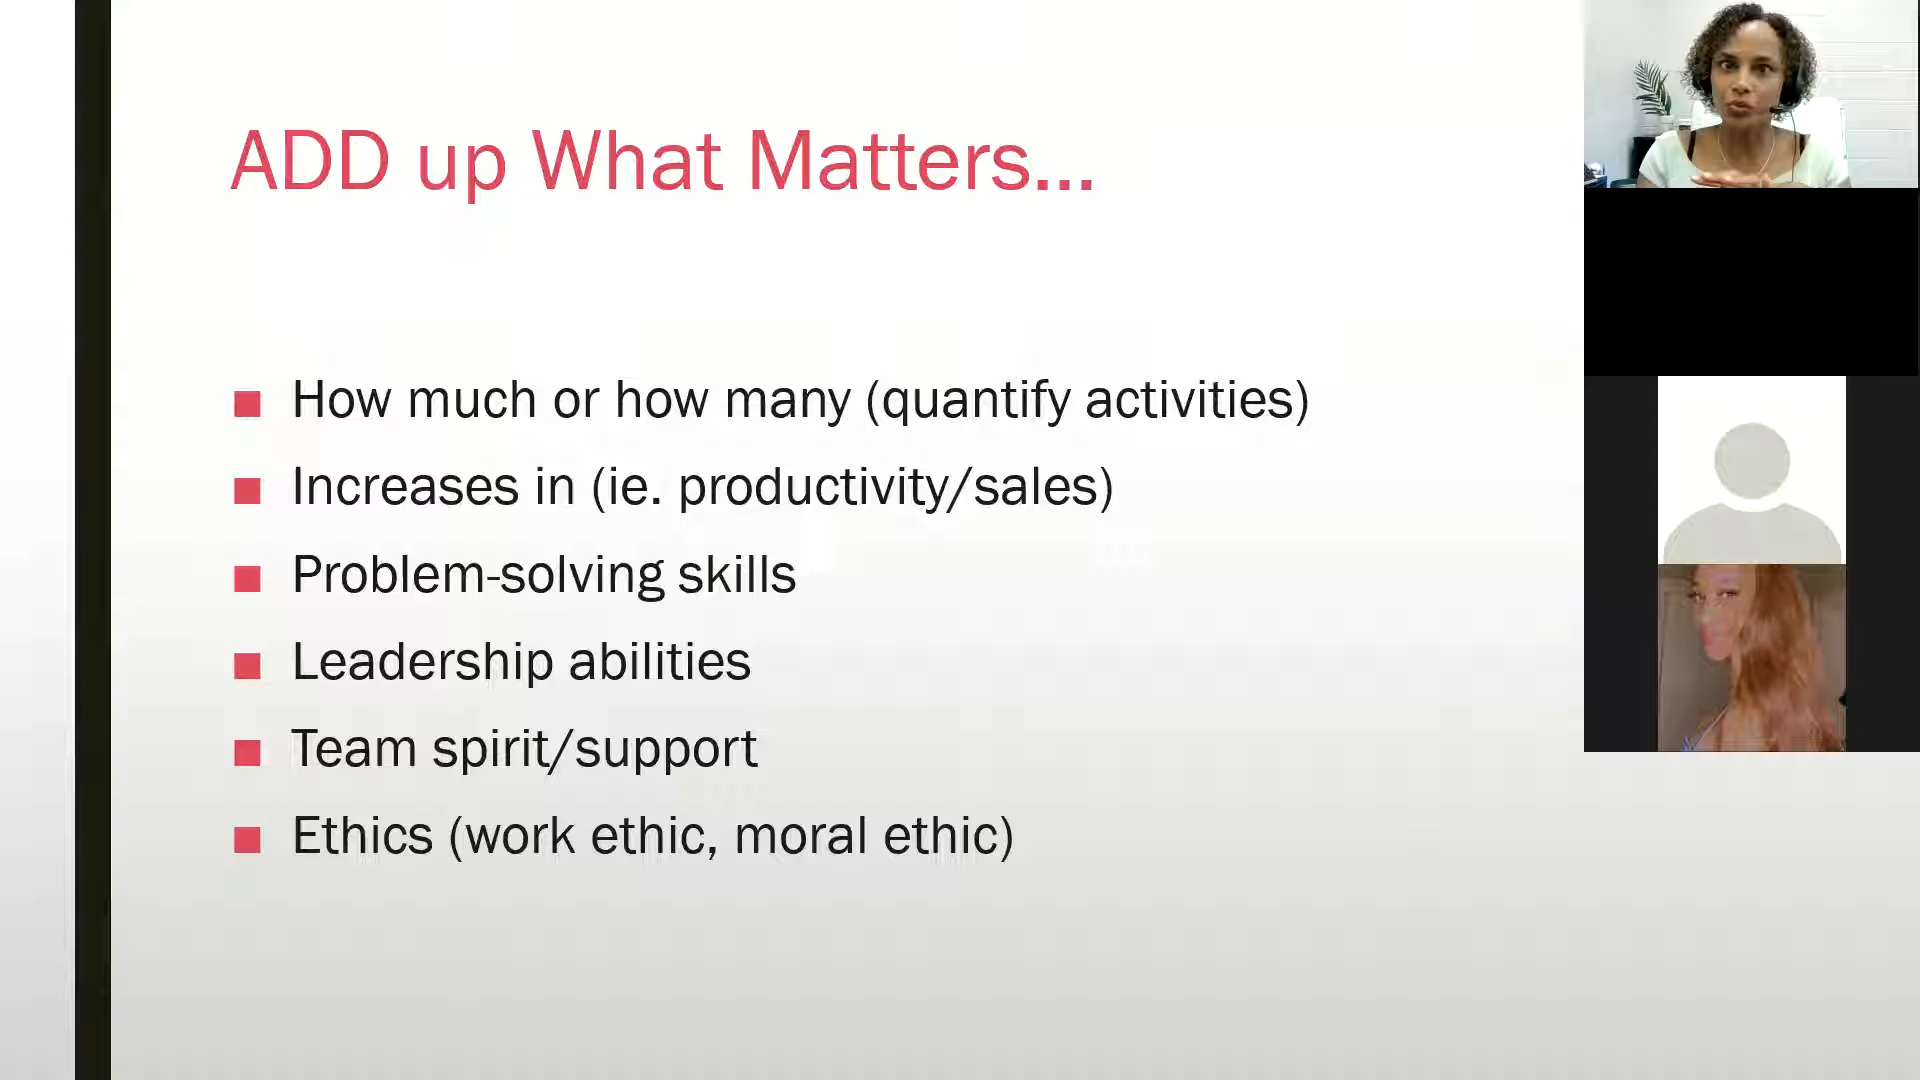 ADD up What Matters...
How much or how many (quantify activities)
Increases in (ie. productivity/sales)
Problem-solving skills
Leadership abilities
Team spirit/support
Ethics (work ethic, moral ethic)